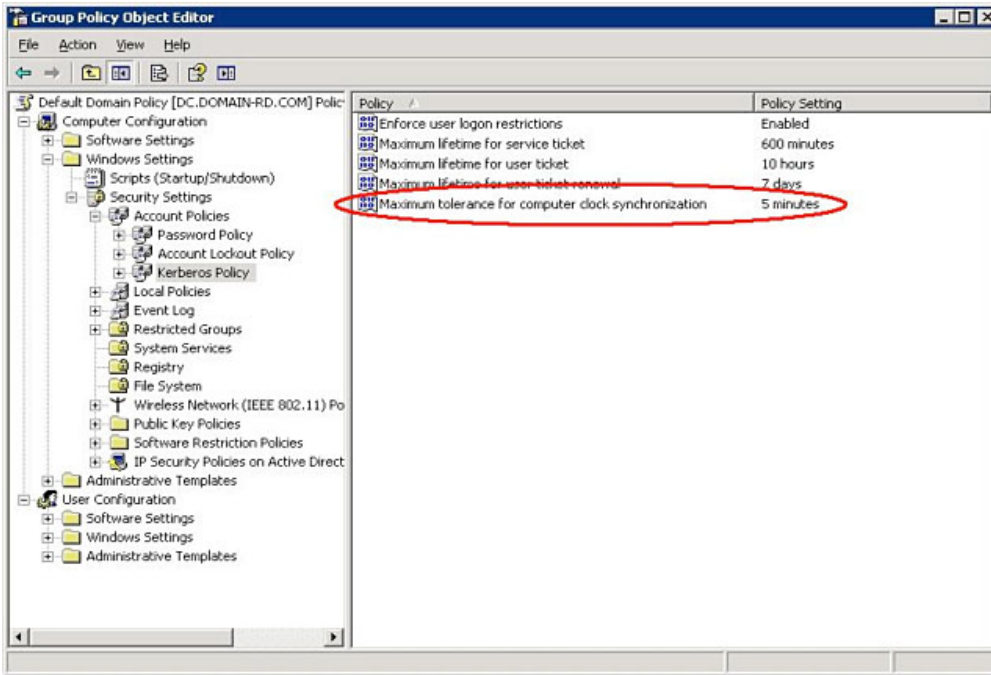 Group Policy Object Editor
File Action View Help
Default Domain Policy [DC.DOMAIN-RD.COM] Polic
Computer Configuration
Software Settings
Windows Settings
Scripts (Startup/Shutdown)
Security Settings
Account Policies
Password Policy
Account Lockout Policy
Kerberos Policy
Local Policies
Event Log
Restricted Groups
System Services
Registry
File System
Wireless Network (IEEE 802.11) Po
Public Key Policies
Software Restriction Policies
IP Security Policies on Active Direct
Administrative Templates
User Configuration
Software Settings
Windows Settings
Administrative Templates
Policy Policy Setting
Enforce user logon restrictions Enabled
Maximum lifetime for service ticket 600 minutes
Maximum lifetime for user ticket 10 hours
Maximum lifetime for user ticket renewal 7 days
Maximum tolerance for computer clock synchronization 5 minutes